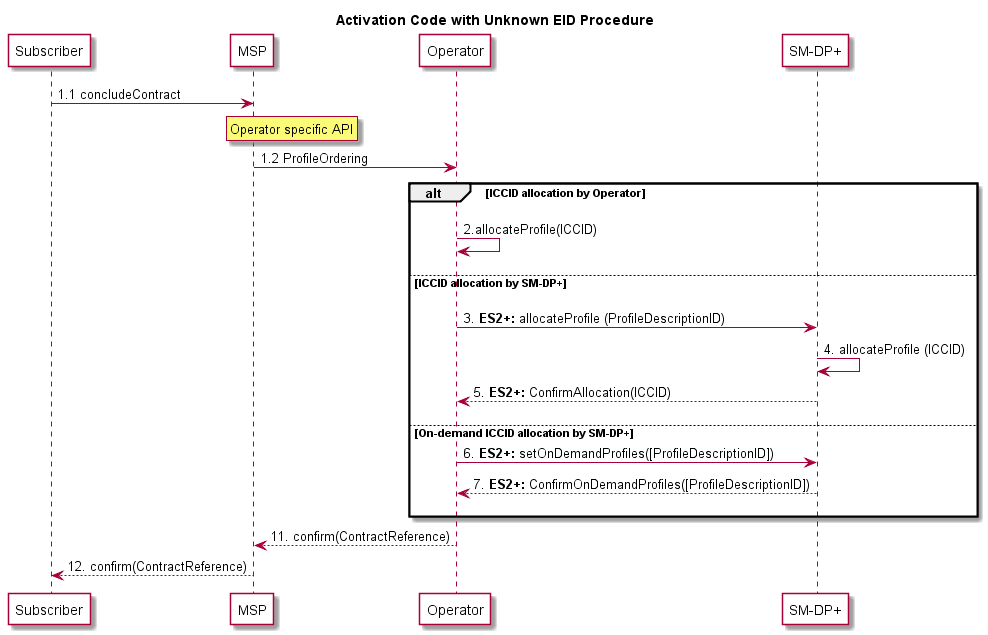 Activation Code with Unknown EID Procedure
Subscriber
MSP
Operator
SM-DP+
1.1 concludeContract
Operator specific API
1.2 ProfileOrdering
alt
[ICCID allocation by Operator]
2.allocateProfile(ICCID)
[ICCID allocation by SM-DP+]
3. ES2+: allocateProfile (ProfileDescriptionID)
4. allocateProfile (ICCID)
5. ES2+: ConfirmAllocation(ICCID)
[On-demand ICCID allocation by SM-DP+]
6. ES2+: setOnDemandProfiles([ProfileDescriptionID])
7. ES2+: ConfirmOnDemandProfiles([ProfileDescriptionID])
11. confirm(ContractReference)
12. confirm(ContractReference)
Subscriber
MSP
Operator
SM-DP+